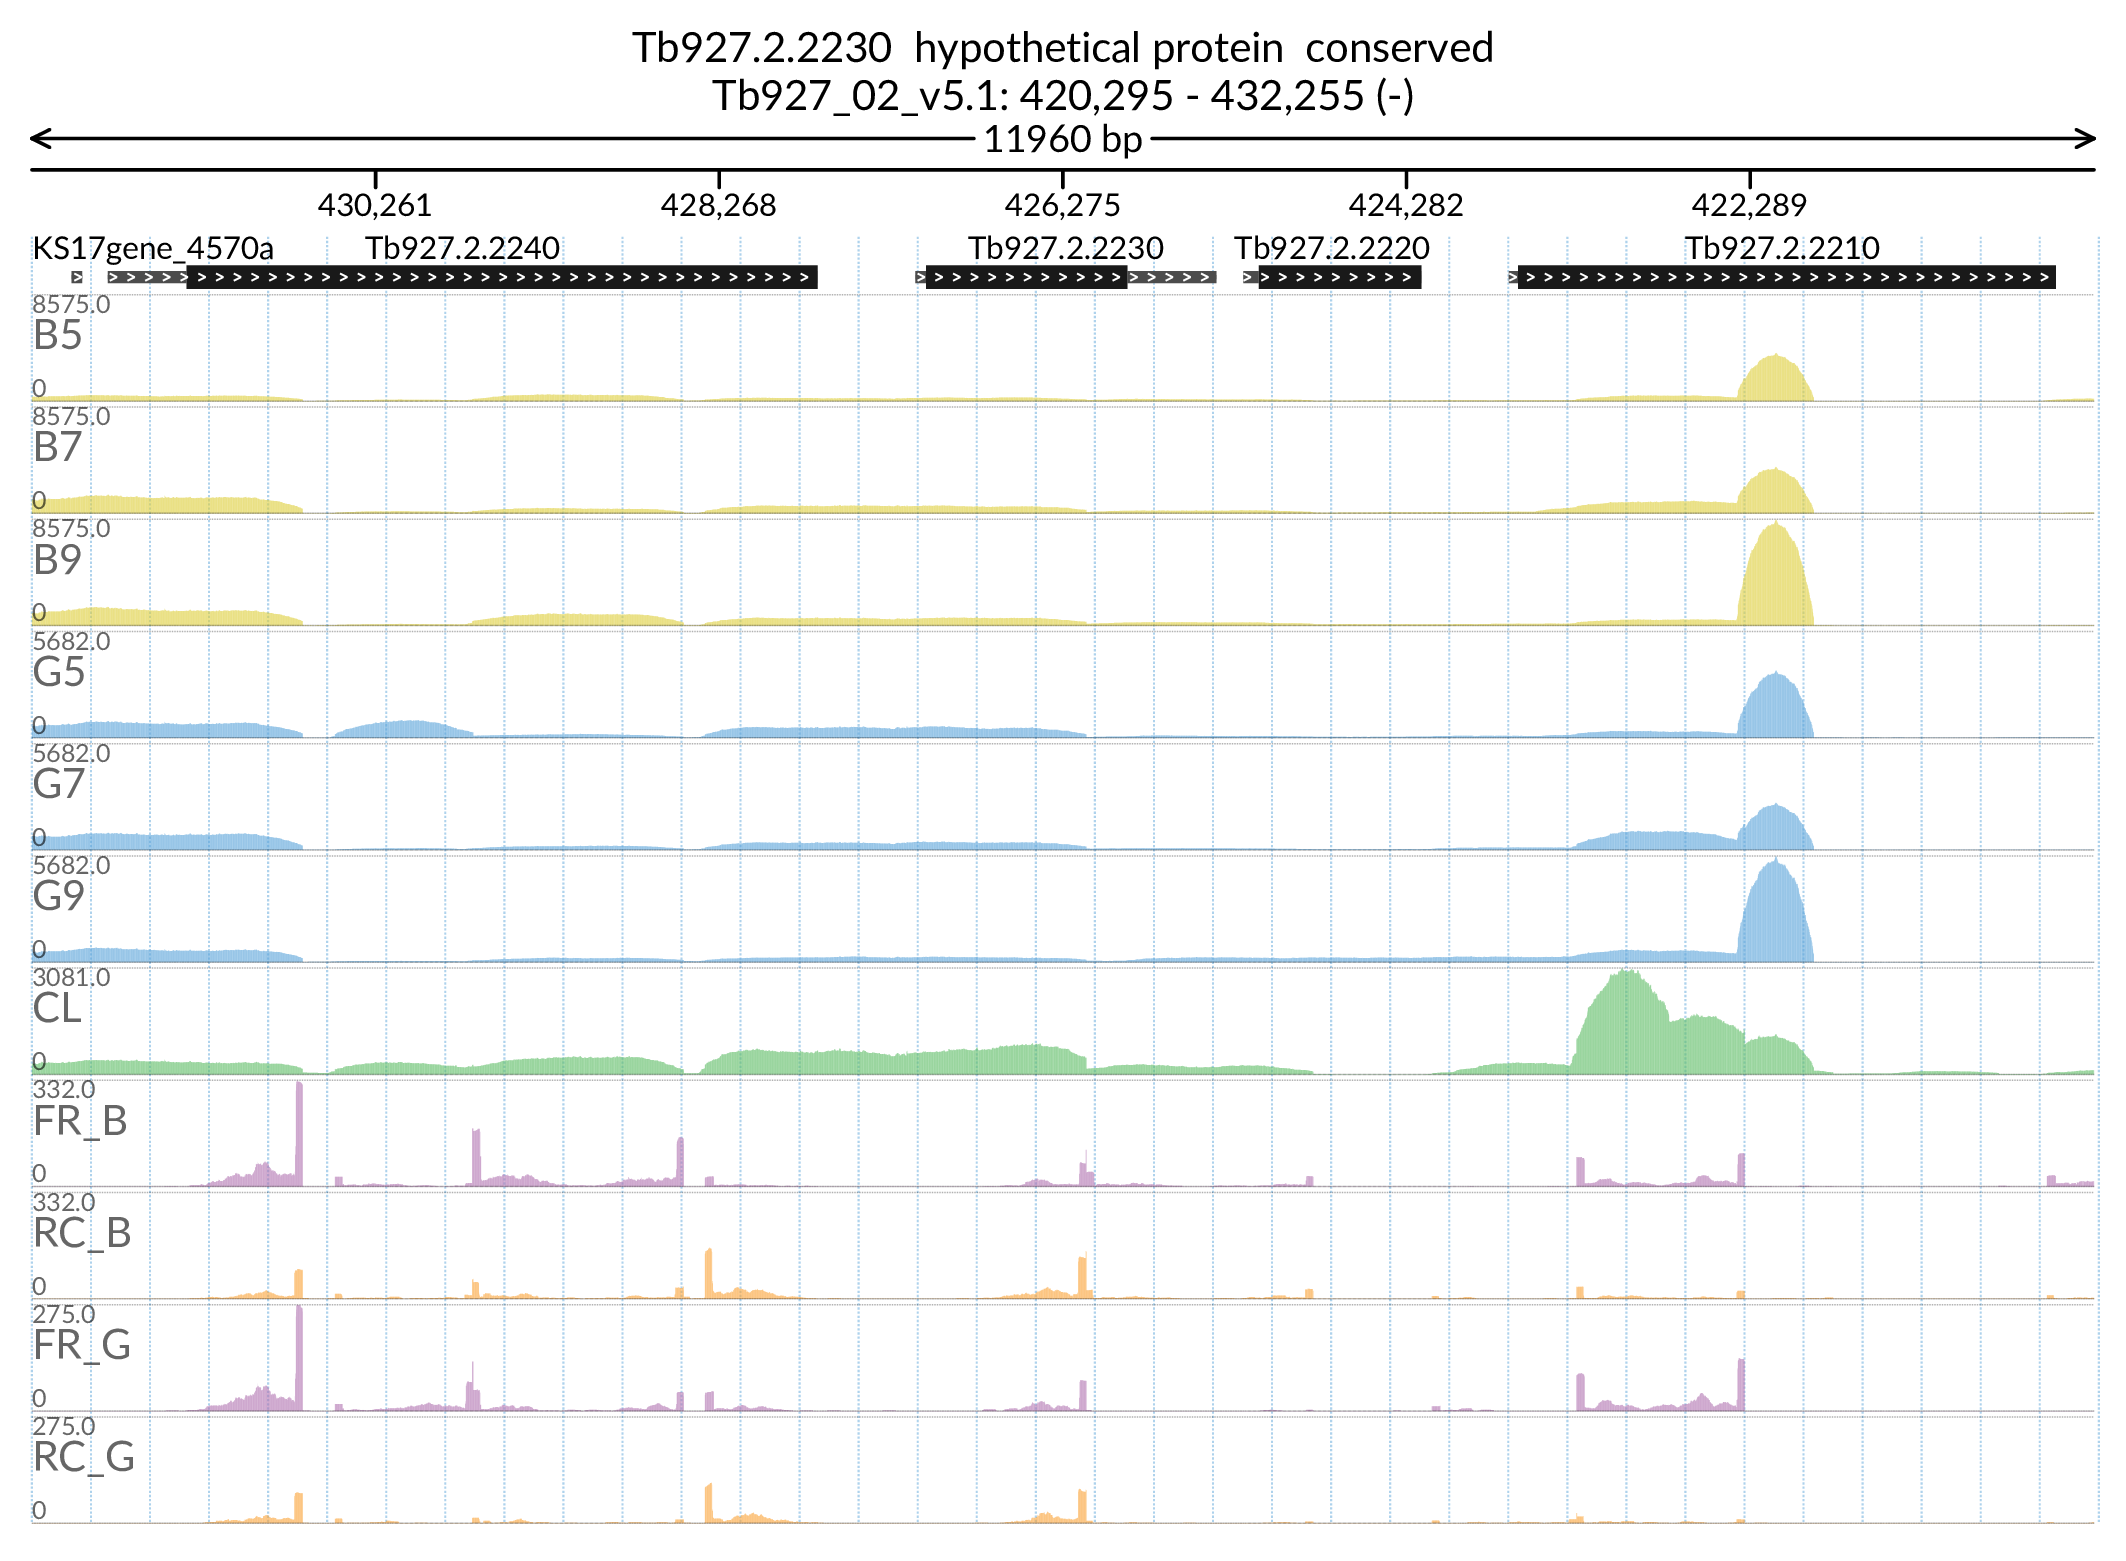 Tb927.2.2230 hypothetical protein conserved
Tb927_02_v5.1: 420,295 - 432,255 (-)
11960 bp
430,261 428,268 426,275 424,282 422,289
KS17gene_4570a Tb927.2.2240 Tb927.2.2230 Tb927.2.2220 Tb927.2.2210
8575.0
B5
0
8575.0
B7
0
8575.0
B9
0
5682.0
G5
0
5682.0
G7
0
5682.0
G9
0
3081.0
CL
0
332.0
FR_B
0
332.0
RC_B
0
275.0
FR_G
0
275.0
RC_G
0